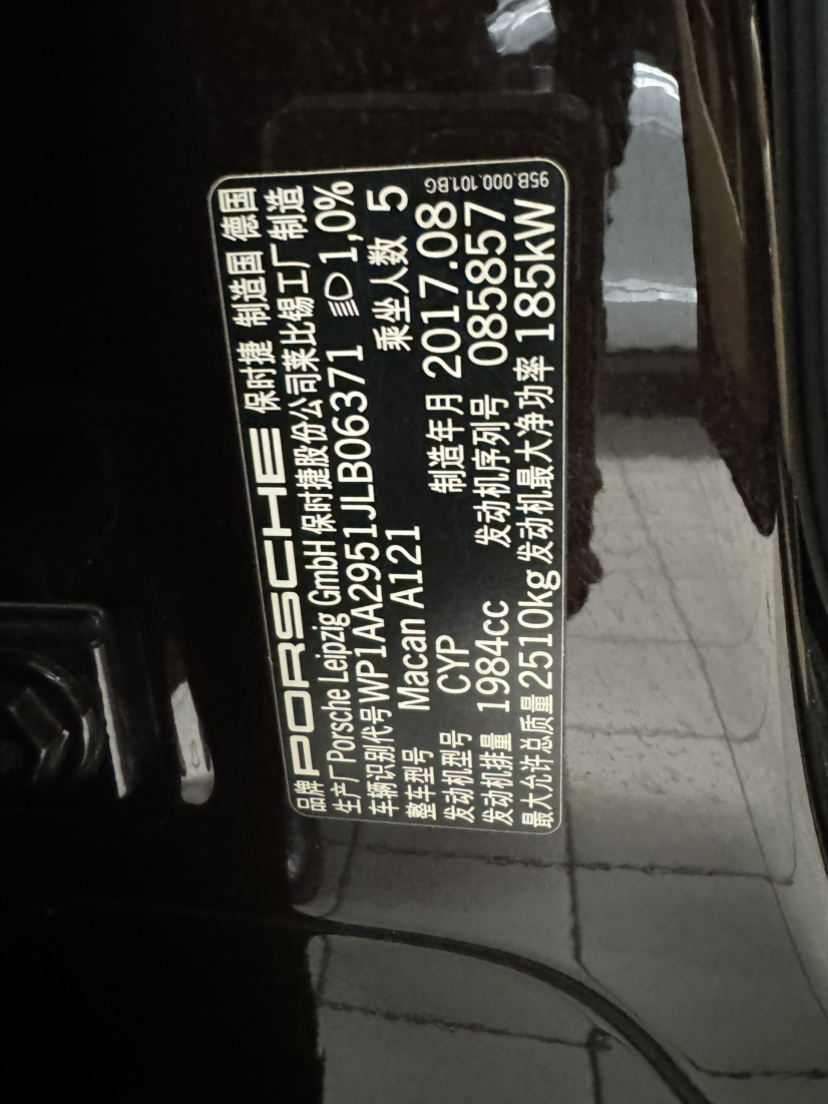 品牌 PORSCHE 保时捷 制造国 德国
生产厂 Porsche Leipzig GmbH 保时捷股份公司莱比锡工厂 制造
车辆识别代号 WP1AA2951JLB06371 1,0%
整车型号 Macan A121 乘坐人数 5
发动机型号 CYP 制造年月 2017.08
发动机排量 1984cc 发动机序列号 085857
最大允许总质量 2510kg 发动机最大净功率 185kW
95B.000.101.BG